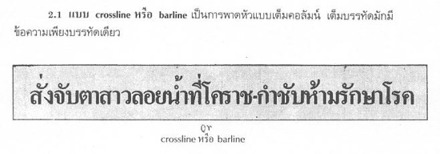 2.1 แบบ crossline หรือ barline เป็นการพาดหัวแบบเต็มคอลัมน์ เต็มบรรทัดมักมี
ข้อความเพียงบรรทัดเดียว
สั่งจับตาสาวลอยน้ำที่โคราช-กำชับห้ามรักษาโรค
crossline หรือ barline